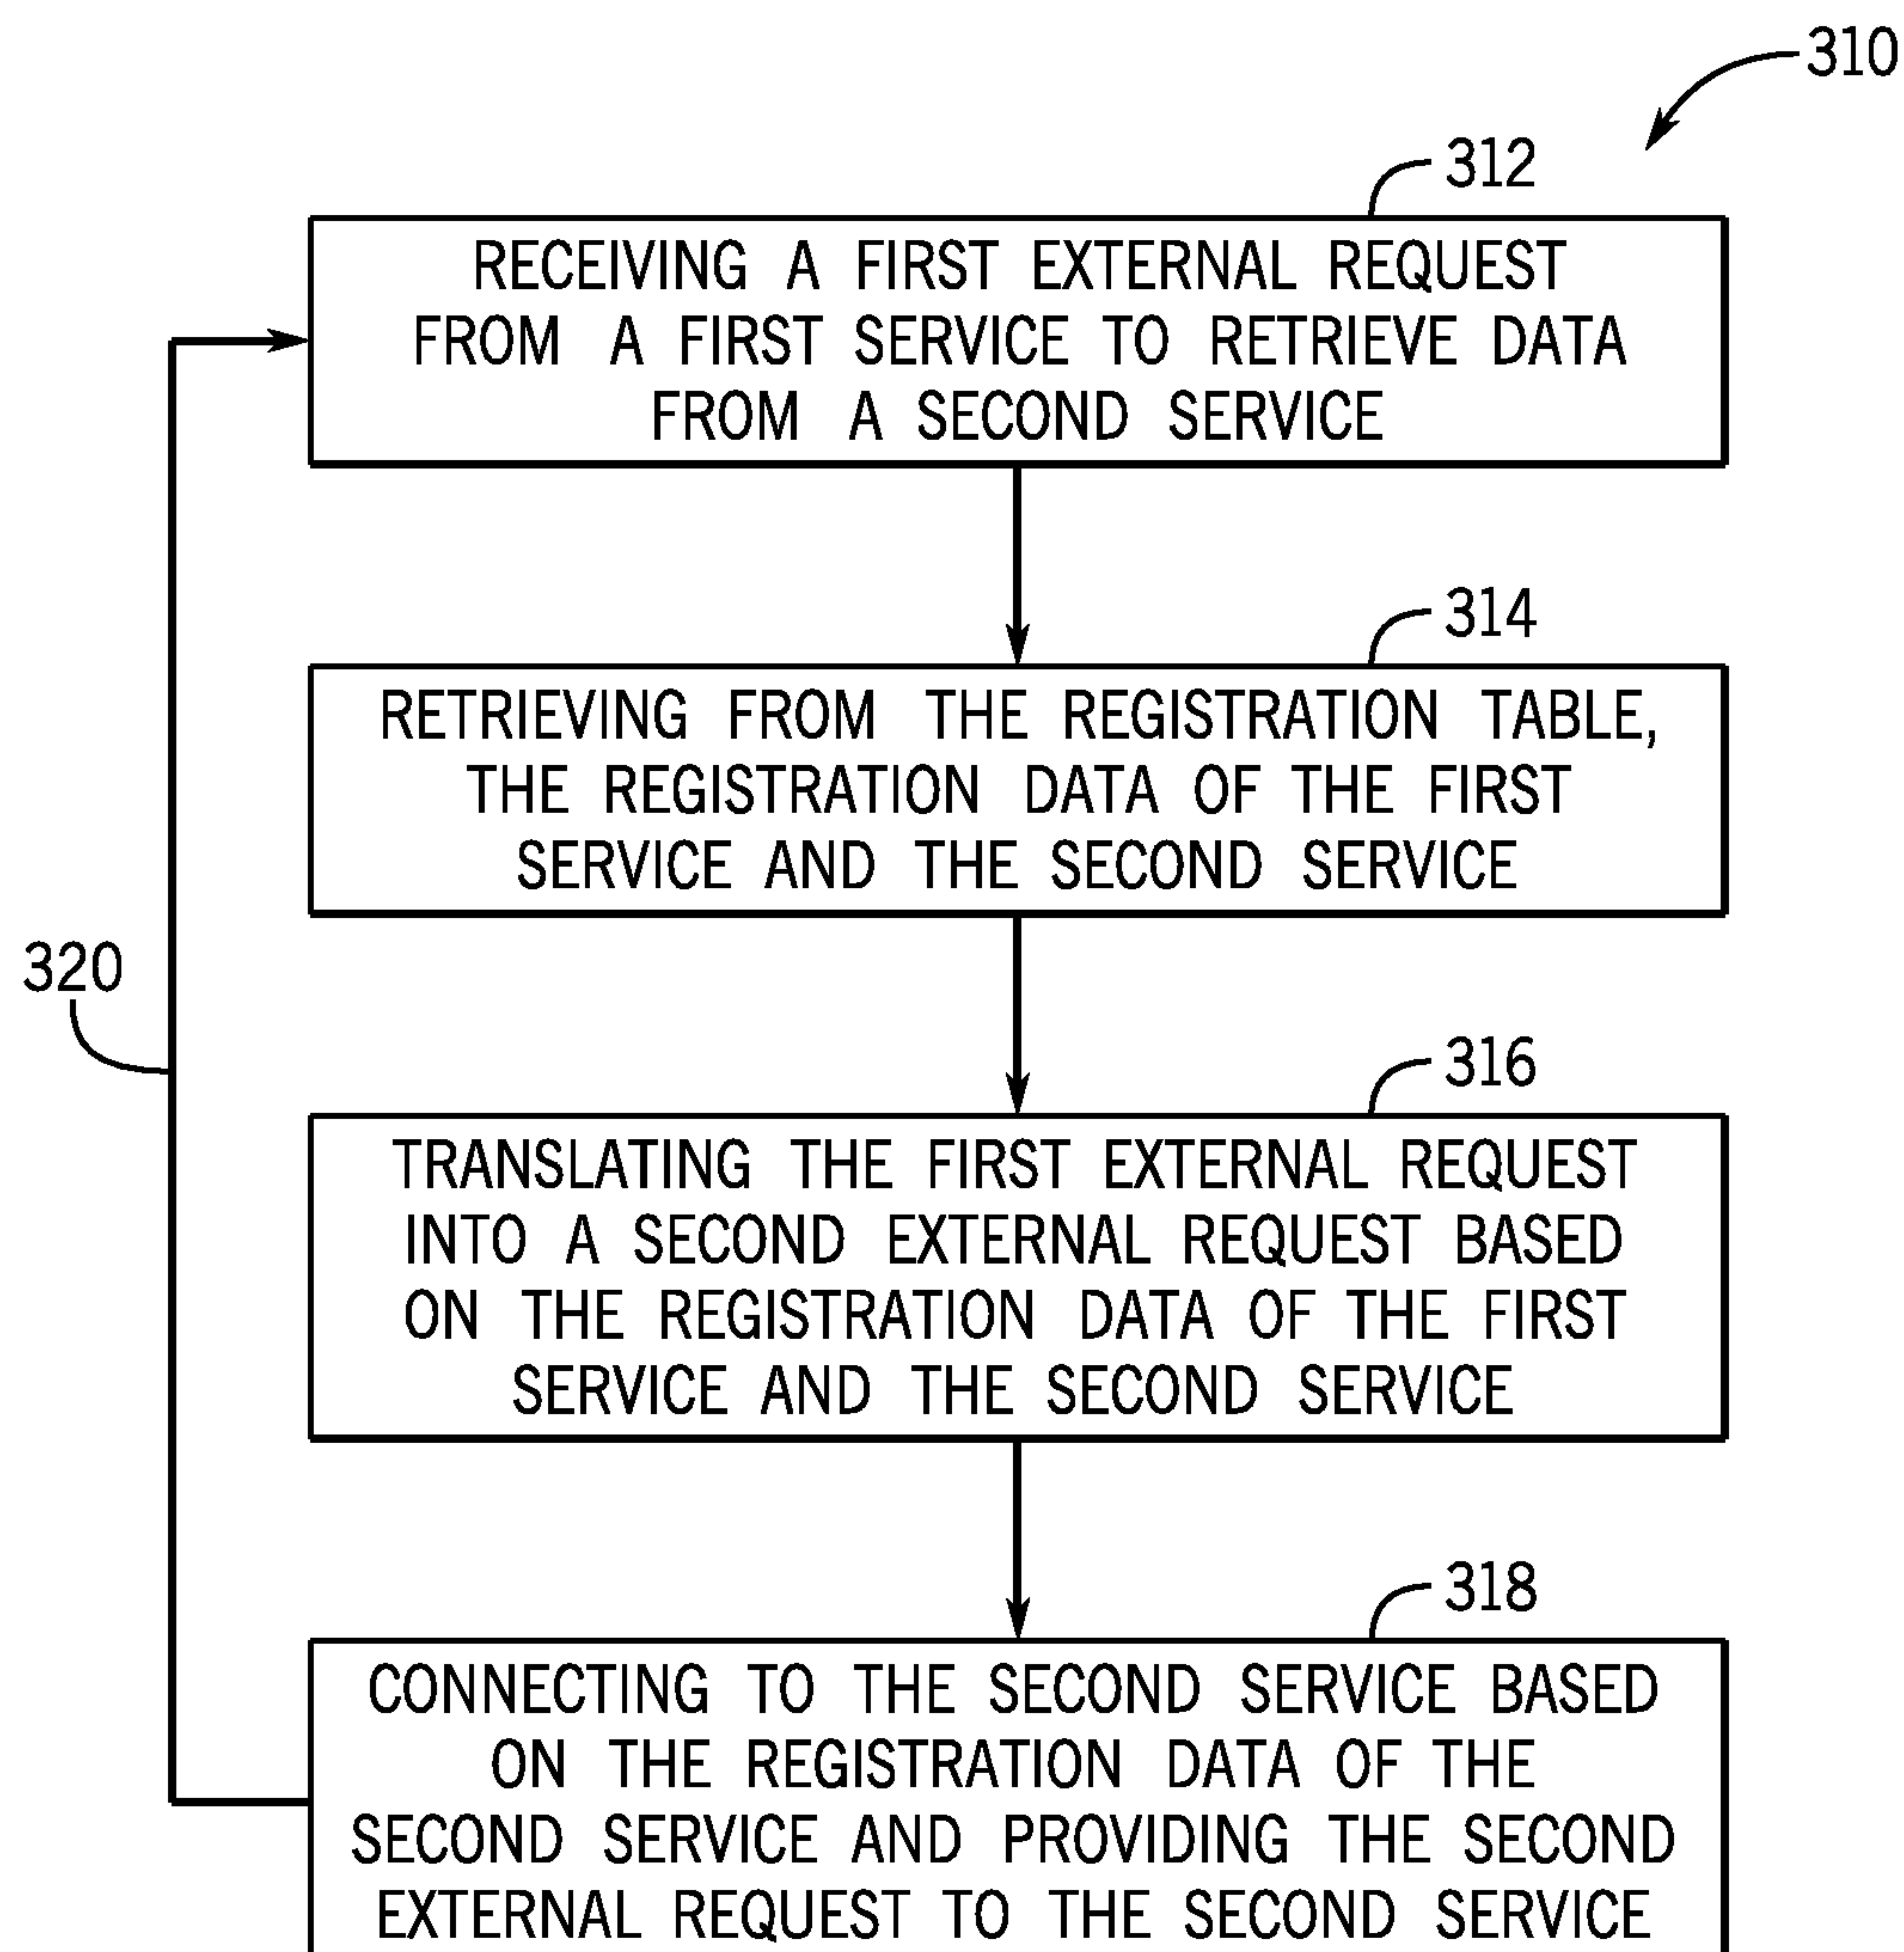 310
312
RECEIVING A FIRST EXTERNAL REQUEST
FROM A FIRST SERVICE TO RETRIEVE DATA
FROM A SECOND SERVICE
314
RETRIEVING FROM THE REGISTRATION TABLE,
THE REGISTRATION DATA OF THE FIRST
SERVICE AND THE SECOND SERVICE
320
316
TRANSLATING THE FIRST EXTERNAL REQUEST
INTO A SECOND EXTERNAL REQUEST BASED
ON THE REGISTRATION DATA OF THE FIRST
SERVICE AND THE SECOND SERVICE
318
CONNECTING TO THE SECOND SERVICE BASED
ON THE REGISTRATION DATA OF THE
SECOND SERVICE AND PROVIDING THE SECOND
EXTERNAL REQUEST TO THE SECOND SERVICE